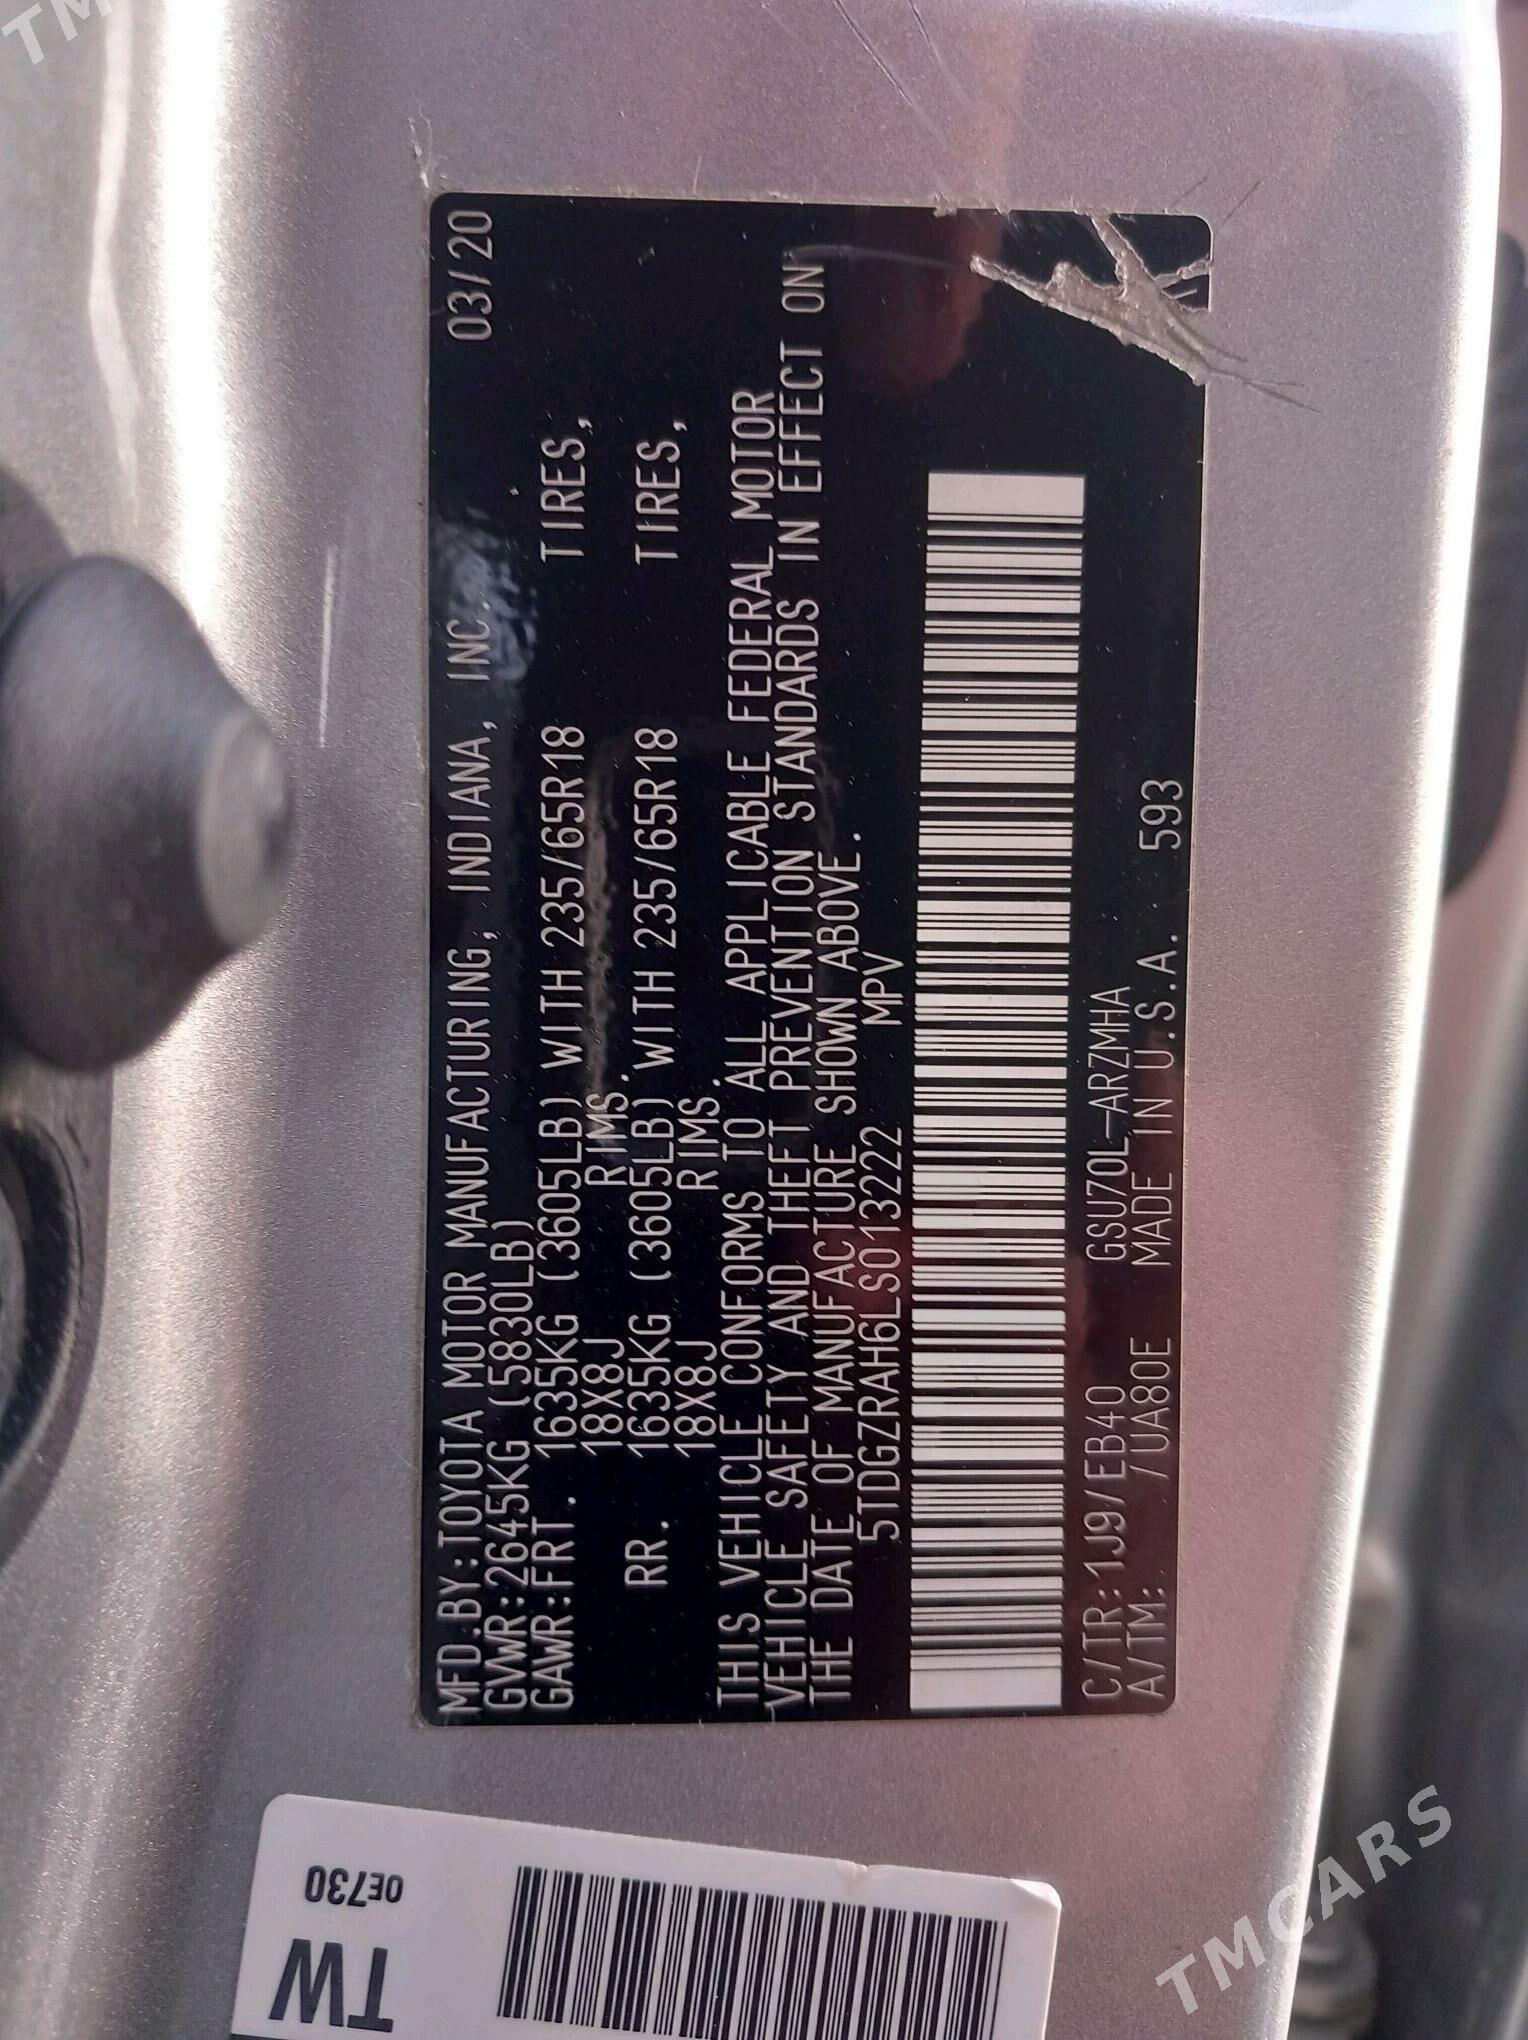 MFD.BY:TOYOTA MOTOR MANUFACTURING, INDIANA, INC. 03/20
GVWR:2645KG (5830LB)
GAWR:FRT. 1635KG (3605LB) WITH 235/65R18 TIRES,
18X8J RIMS.
RR. 1635KG (3605LB) WITH 235/65R18 TIRES,
18X8J RIMS.
THIS VEHICLE CONFORMS TO ALL APPLICABLE FEDERAL MOTOR
VEHICLE SAFETY AND THEFT PREVENTION STANDARDS IN EFFECT ON
THE DATE OF MANUFACTURE SHOWN ABOVE.
5TDGZRAH6LS013222 MPV
C/TR:1J9/EB40 GSU70L-ARZMHA
A/TM: /UA80E MADE IN U.S.A. 593
TW
0E730
TMCARS
TM